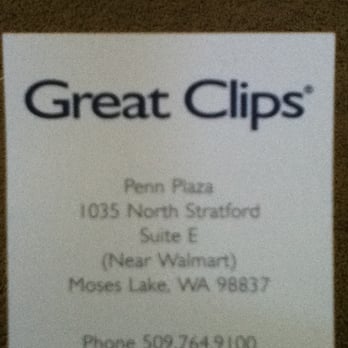 Great Clips®
Penn Plaza
1035 North Stratford
Suite E
(Near Walmart)
Moses Lake, WA 98837
Phone 509.764.9100